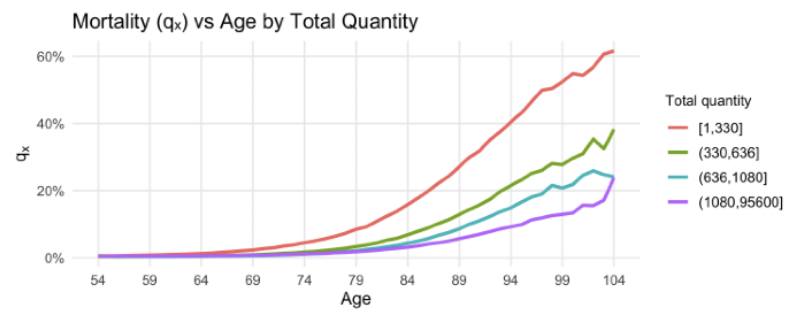 Mortality (qₓ) vs Age by Total Quantity
60%
40%
20%
0%
qₓ
54 59 64 69 74 79 84 89 94 99 104
Age
Total quantity
[1,330]
(330,636]
(636,1080]
(1080,95600]